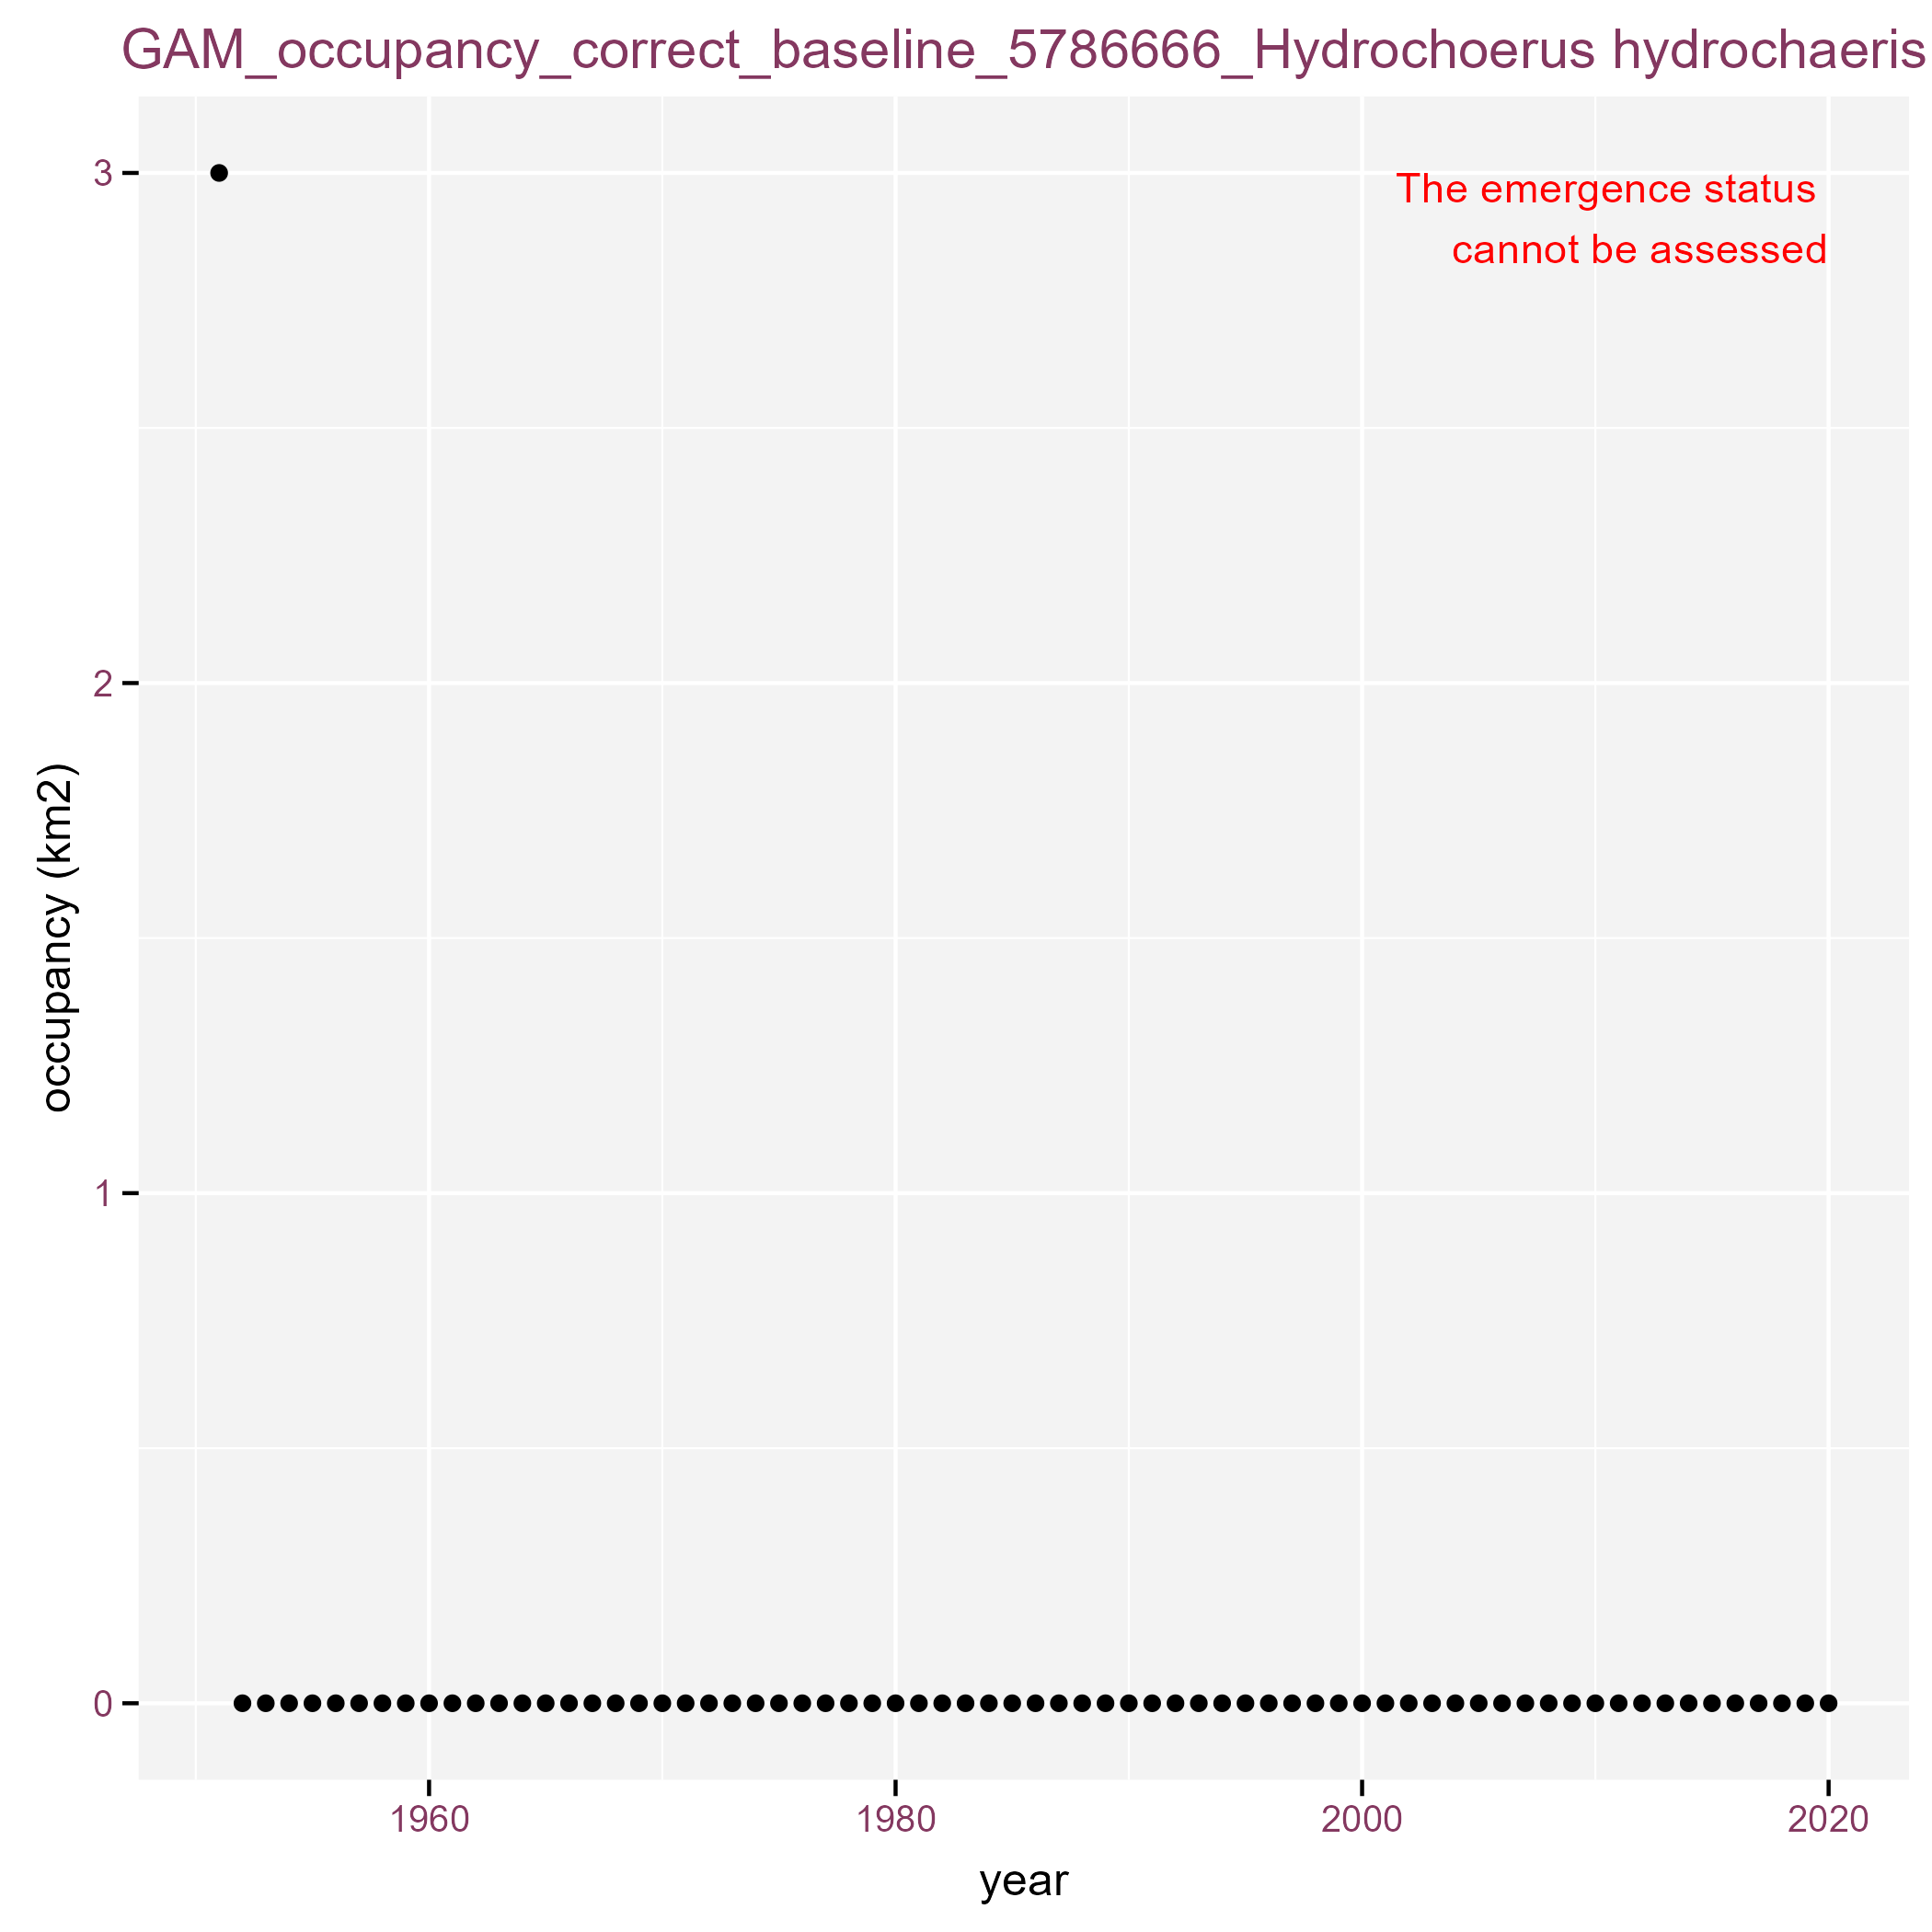 GAM_occupancy_correct_baseline_5786666_Hydrochoerus hydrochaeris
The emergence status
cannot be assessed
3
2
1
0
occupancy (km2)
1960 1980 2000 2020
year